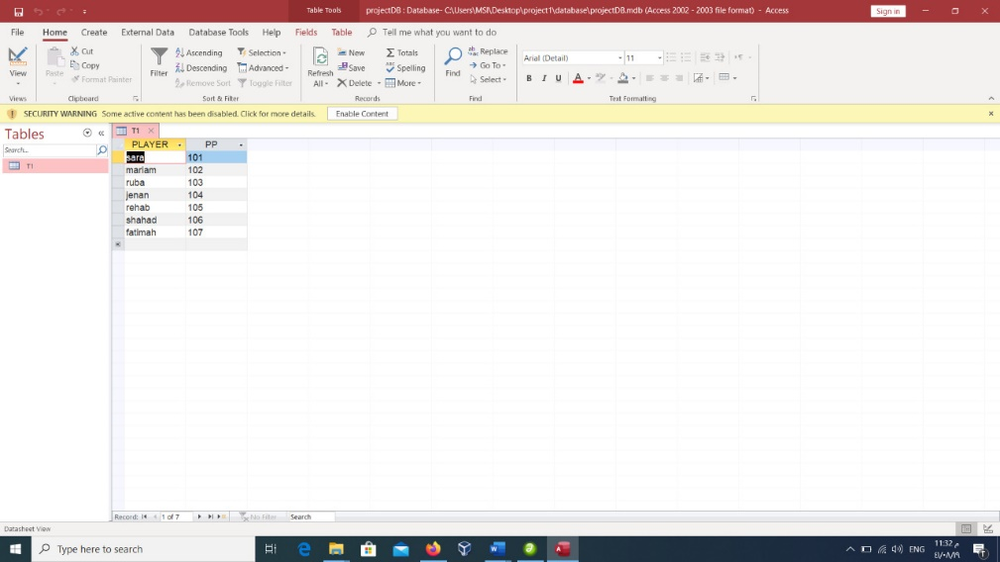 Table Tools projectDB : Database- C:\Users\MSI\Desktop\project1\database\projectDB.mdb (Access 2002 - 2003 file format) - Access Sign in
File Home Create External Data Database Tools Help Fields Table Tell me what you want to do
View
Views
Paste
Cut
Copy
Format Painter
Clipboard
Filter
Ascending
Descending
Remove Sort
Selection
Advanced
Toggle Filter
Sort & Filter
Refresh
All
New
Save
Delete
Totals
Spelling
More
Records
Find
Replace
Go To
Select
Find
Arial (Detail) 11
B I U A
Text Formatting
SECURITY WARNING Some active content has been disabled. Click for more details. Enable Content
Tables
Search...
T1
T1
PLAYER PP
sara 101
mariam 102
ruba 103
jenan 104
rehab 105
shahad 106
fatimah 107
Record: 1 of 7 No Filter Search
Datasheet View
Type here to search
ENG
11:32 م